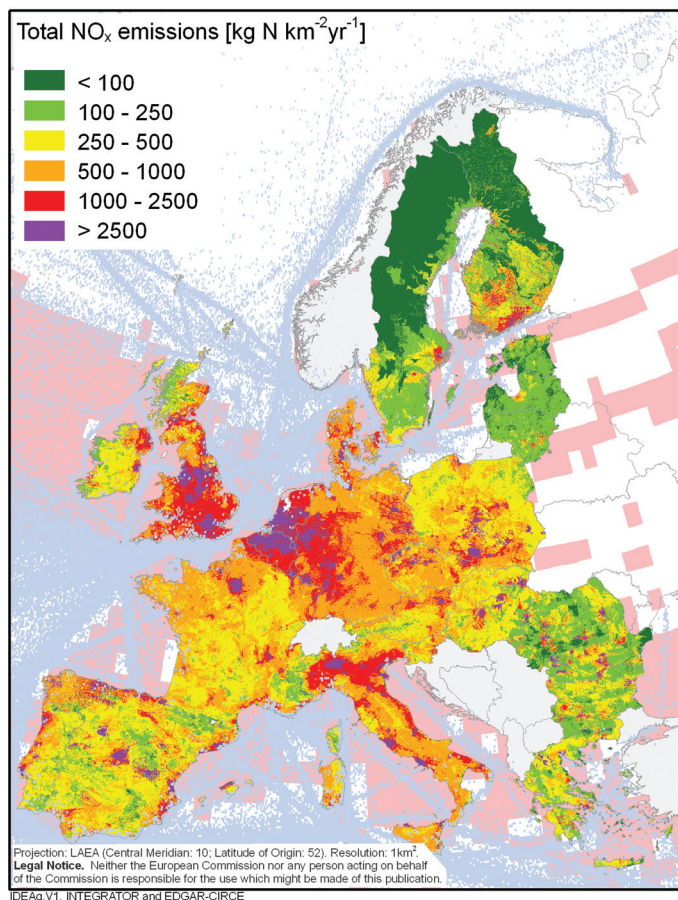 Total NOₓ emissions [kg N km⁻²yr⁻¹]
< 100
100 - 250
250 - 500
500 - 1000
1000 - 2500
> 2500
Projection: LAEA (Central Meridian: 10; Latitude of Origin: 52). Resolution: 1km².
Legal Notice. Neither the European Commission nor any person acting on behalf
of the Commission is responsible for the use which might be made of this publication.
IDEAg.V1, INTEGRATOR and EDGAR-CIRCE